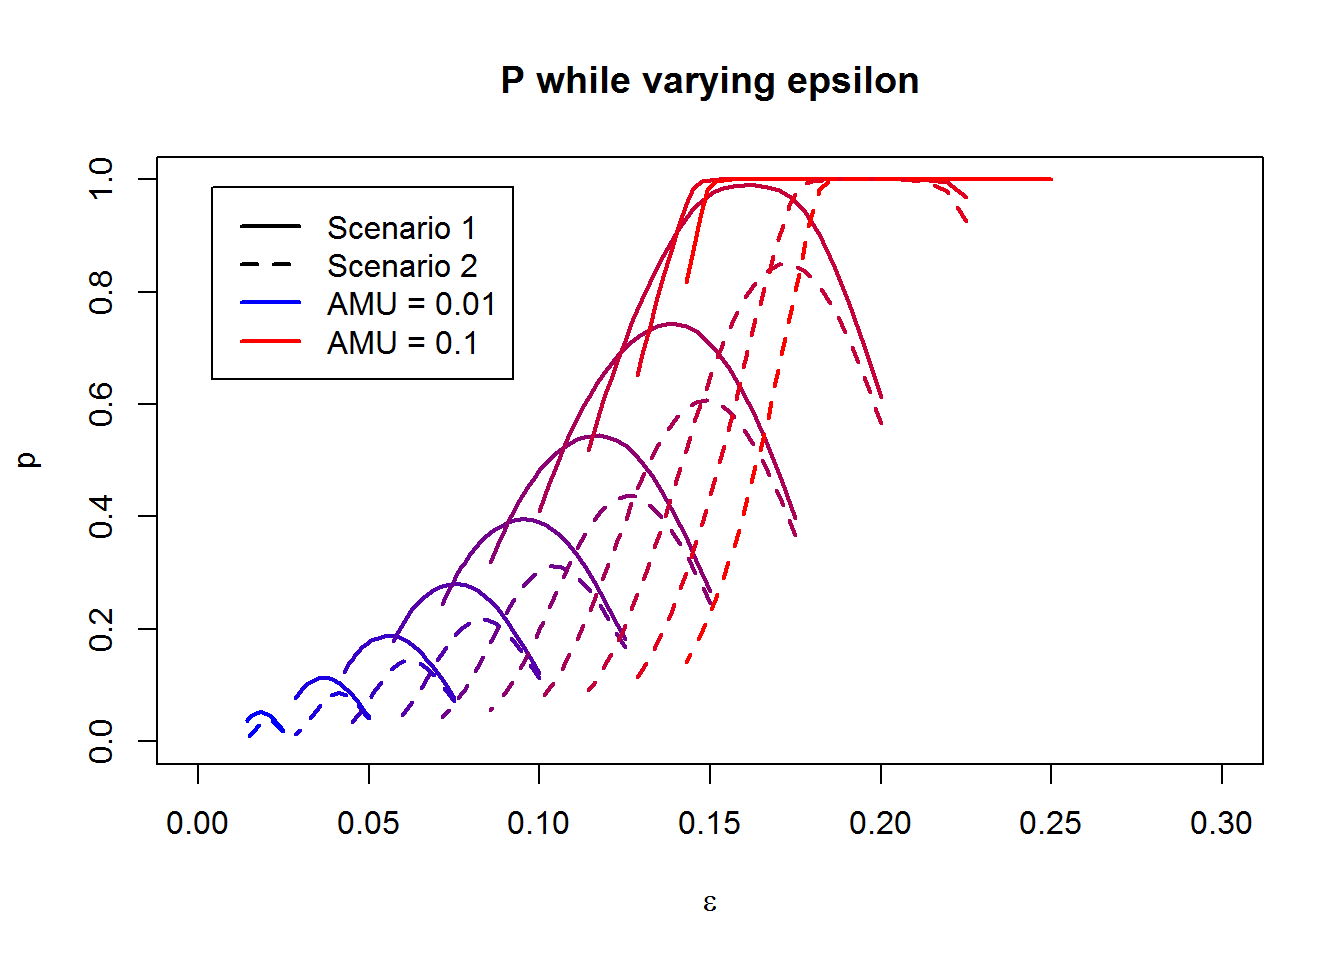 P while varying epsilon
1.0
0.8
0.6
0.4
0.2
0.0
p
Scenario 1
Scenario 2
AMU = 0.01
AMU = 0.1
0.00 0.05 0.10 0.15 0.20 0.25 0.30
ε